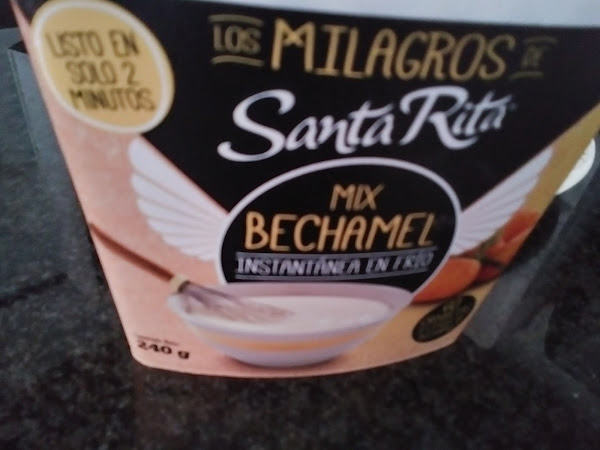 LISTO EN
SOLO 2
MINUTOS
LOS MILAGROS DE
Santa Rita
MIX
BECHAMEL
INSTANTÁNEA EN FRÍO
240 g